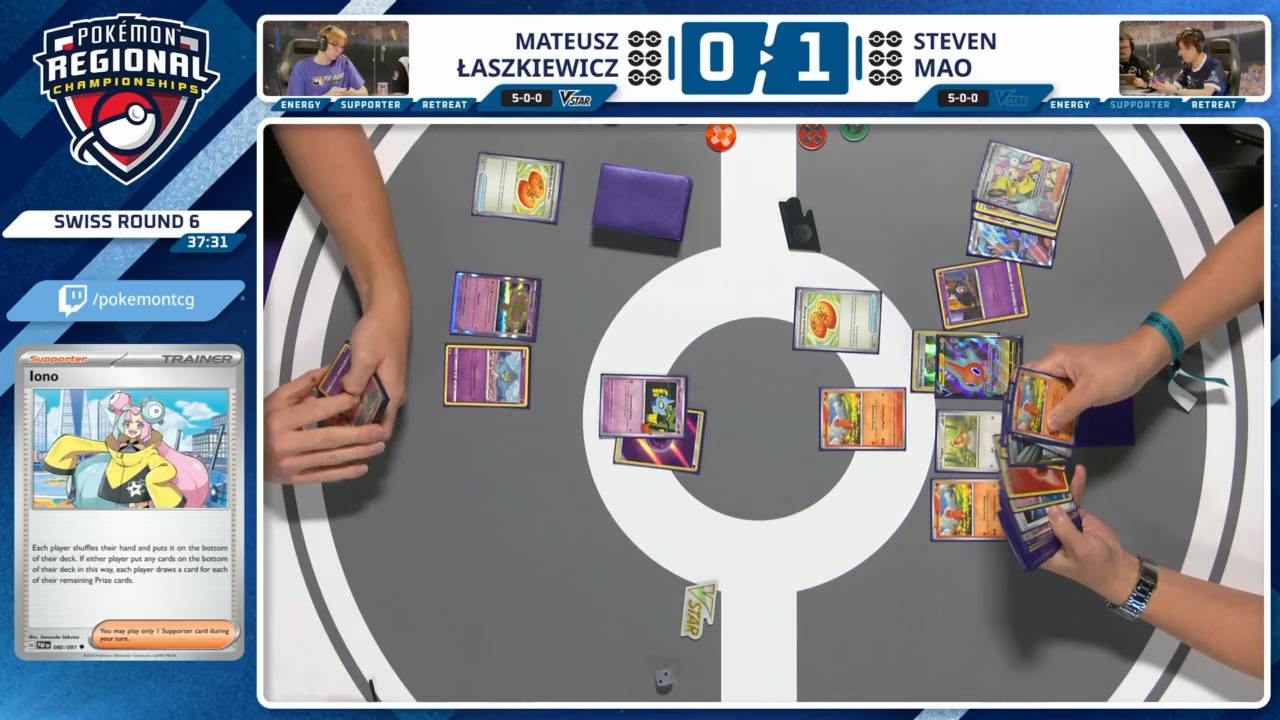 POKÉMON
REGIONAL
CHAMPIONSHIPS
SWISS ROUND 6
37:31
/pokemontcg
Supporter
TRAINER
Iono
Each player shuffles their hand and puts it on the bottom
of their deck. If either player put any cards on the bottom
of their deck in this way, each player draws a card for each
of their remaining Prize cards.
You may play only 1 Supporter card during
your turn.
080/091
MATEUSZ
ŁASZKIEWICZ
0
1
STEVEN
MAO
ENERGY SUPPORTER RETREAT
5-0-0
VSTAR
5-0-0
VSTAR
ENERGY SUPPORTER RETREAT
VSTAR